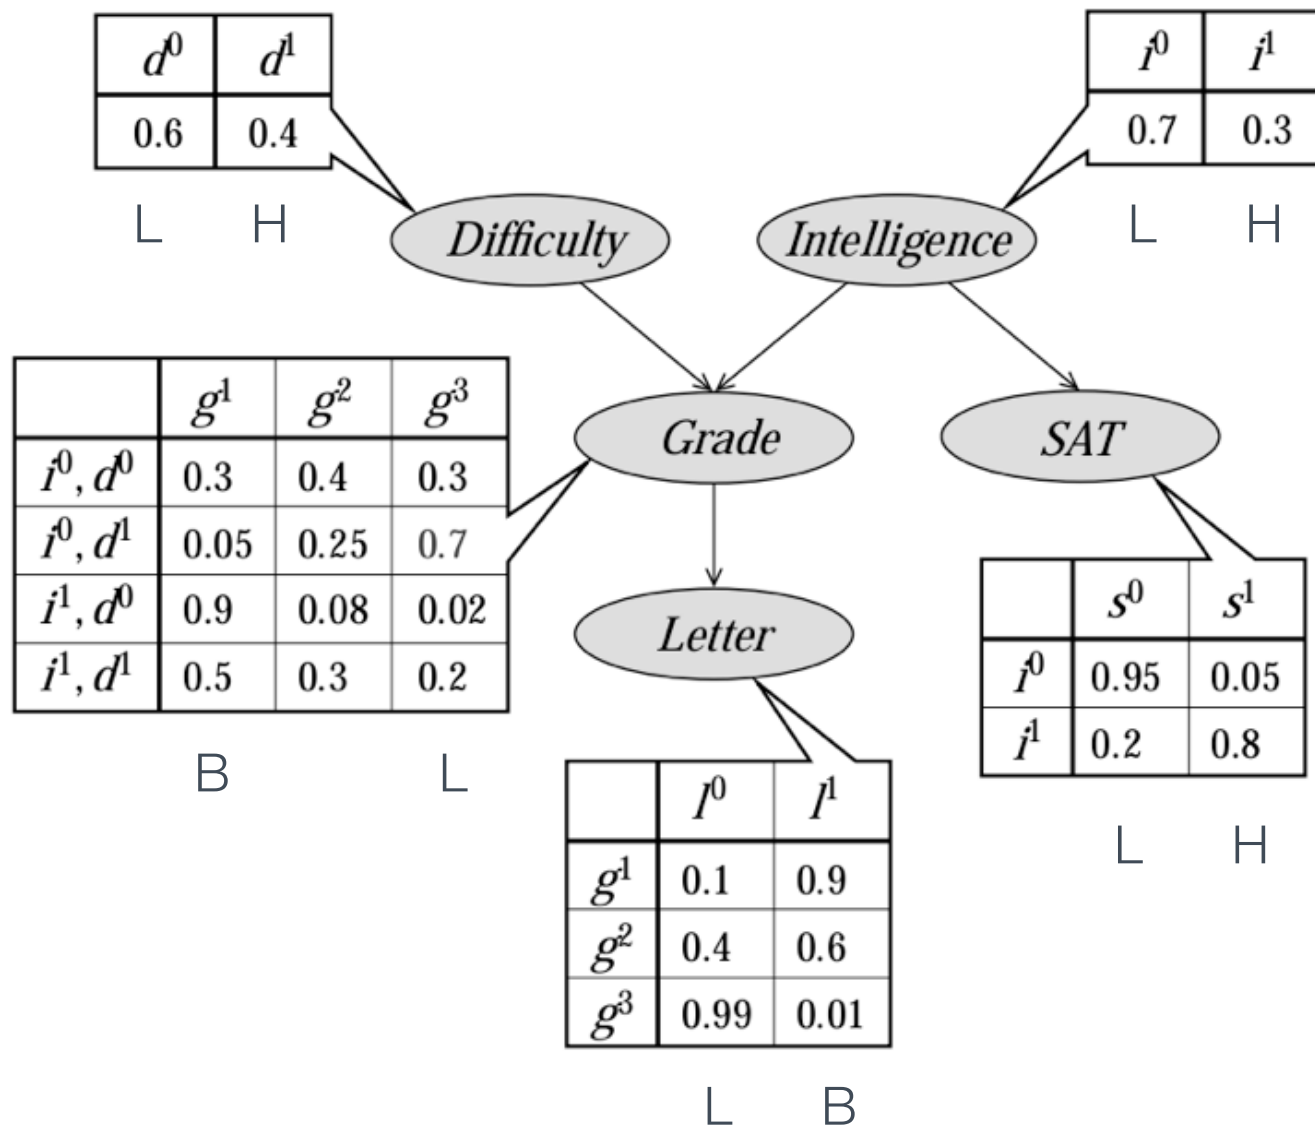 d⁰ d¹
0.6 0.4
L H
i⁰ i¹
0.7 0.3
L H
Difficulty
Intelligence
g¹ g² g³
i⁰, d⁰ 0.3 0.4 0.3
i⁰, d¹ 0.05 0.25 0.7
i¹, d⁰ 0.9 0.08 0.02
i¹, d¹ 0.5 0.3 0.2
B L
Grade
SAT
Letter
s⁰ s¹
i⁰ 0.95 0.05
i¹ 0.2 0.8
L H
l⁰ l¹
g¹ 0.1 0.9
g² 0.4 0.6
g³ 0.99 0.01
L B